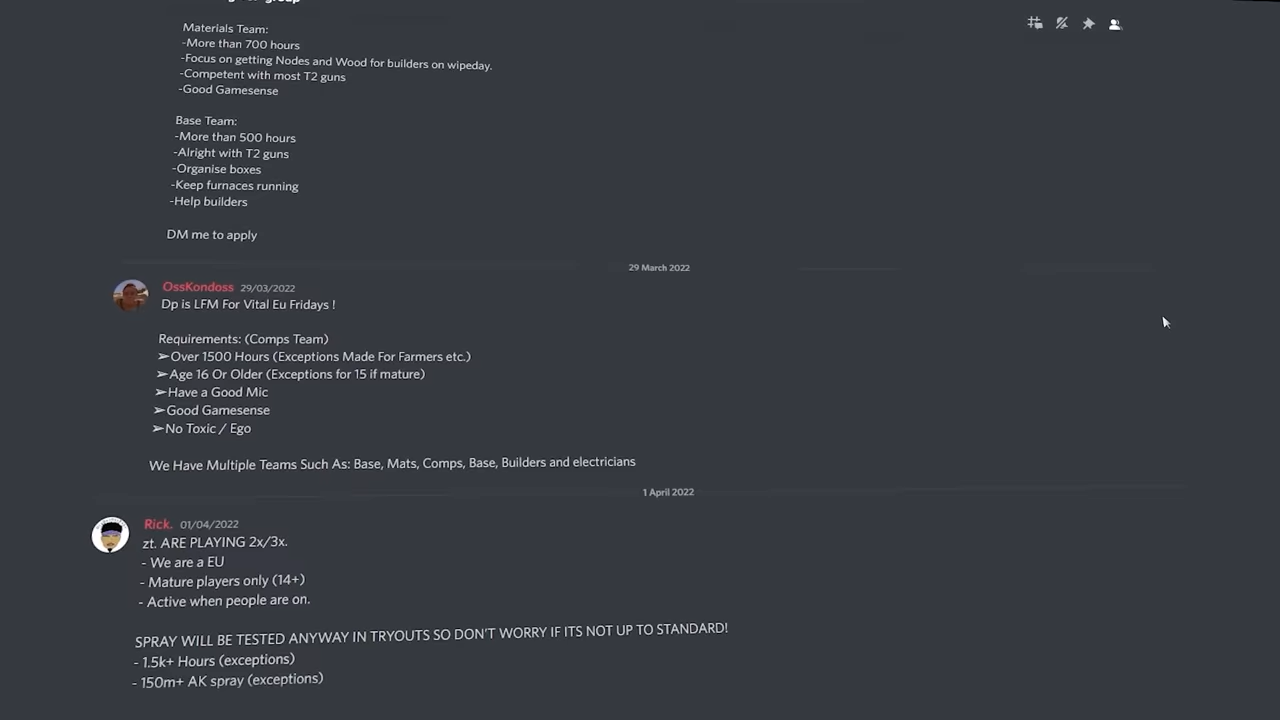 Materials Team:
-More than 700 hours
-Focus on getting Nodes and Wood for builders on wipeday.
-Competent with most T2 guns
-Good Gamesense
Base Team:
-More than 500 hours
-Alright with T2 guns
-Organise boxes
-Keep furnaces running
-Help builders
DM me to apply
29 March 2022
OssKondoss 29/03/2022
Dp is LFM For Vital Eu Fridays !
Requirements: (Comps Team)
➢Over 1500 Hours (Exceptions Made For Farmers etc.)
➢Age 16 Or Older (Exceptions for 15 if mature)
➢Have a Good Mic
➢Good Gamesense
➢No Toxic / Ego
We Have Multiple Teams Such As: Base, Mats, Comps, Base, Builders and electricians
1 April 2022
Rick. 01/04/2022
zt. ARE PLAYING 2x/3x.
- We are a EU
- Mature players only (14+)
- Active when people are on.
SPRAY WILL BE TESTED ANYWAY IN TRYOUTS SO DON'T WORRY IF ITS NOT UP TO STANDARD!
- 1.5k+ Hours (exceptions)
- 150m+ AK spray (exceptions)